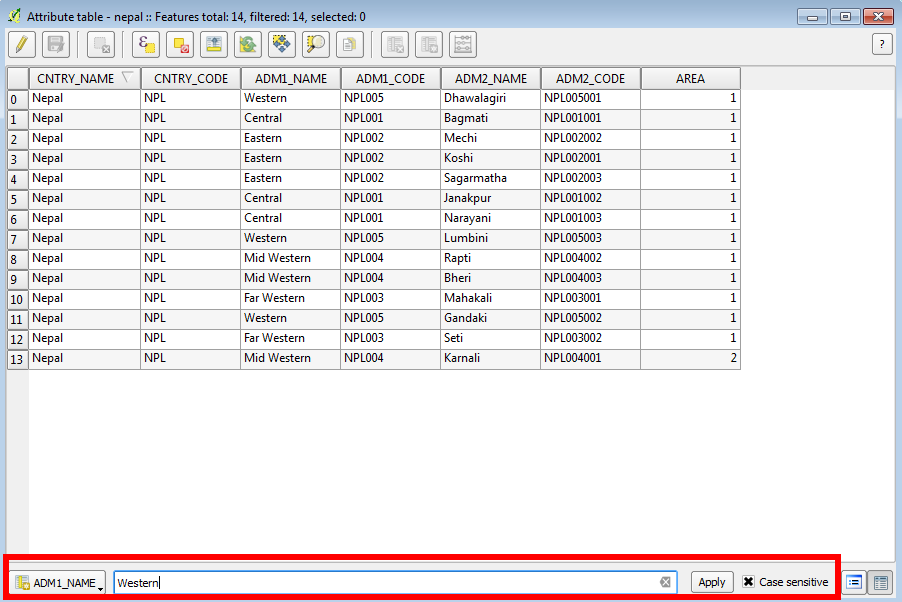 Attribute table - nepal :: Features total: 14, filtered: 14, selected: 0
ε ?
CNTRY_NAME CNTRY_CODE ADM1_NAME ADM1_CODE ADM2_NAME ADM2_CODE AREA
0 Nepal NPL Western NPL005 Dhawalagiri NPL005001 1
1 Nepal NPL Central NPL001 Bagmati NPL001001 1
2 Nepal NPL Eastern NPL002 Mechi NPL002002 1
3 Nepal NPL Eastern NPL002 Koshi NPL002001 1
4 Nepal NPL Eastern NPL002 Sagarmatha NPL002003 1
5 Nepal NPL Central NPL001 Janakpur NPL001002 1
6 Nepal NPL Central NPL001 Narayani NPL001003 1
7 Nepal NPL Western NPL005 Lumbini NPL005003 1
8 Nepal NPL Mid Western NPL004 Rapti NPL004002 1
9 Nepal NPL Mid Western NPL004 Bheri NPL004003 1
10 Nepal NPL Far Western NPL003 Mahakali NPL003001 1
11 Nepal NPL Western NPL005 Gandaki NPL005002 1
12 Nepal NPL Far Western NPL003 Seti NPL003002 1
13 Nepal NPL Mid Western NPL004 Karnali NPL004001 2
ADM1_NAME Western Apply Case sensitive